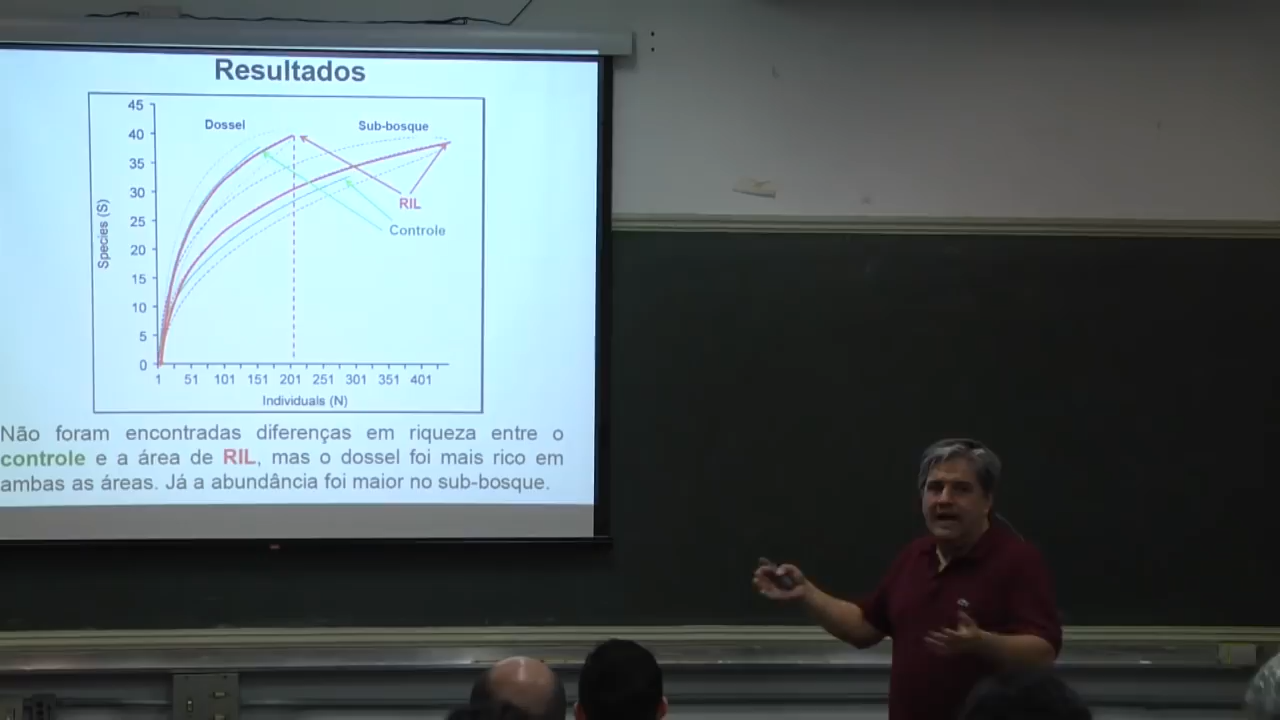 Resultados
45
40
35
30
25
20
15
10
5
0
Species (S)
Dossel
Sub-bosque
RIL
Controle
1 51 101 151 201 251 301 351 401
Individuals (N)
Não foram encontradas diferenças em riqueza entre o
controle e a área de RIL, mas o dossel foi mais rico em
ambas as áreas. Já a abundância foi maior no sub-bosque.